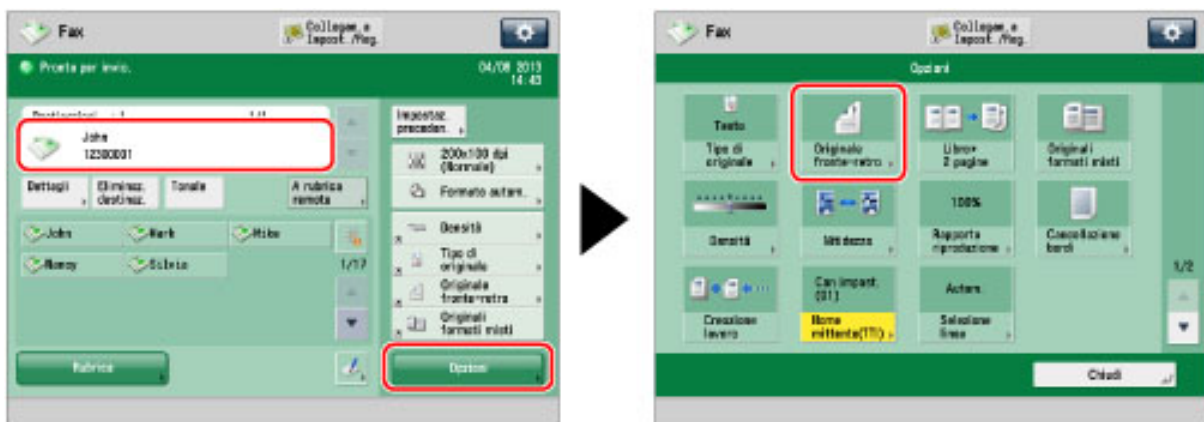 Fax
Collegam. e
Impost./Reg.
Pronto per invio.
04/08 2013
14:43
1/1
John
12300001
Impostaz.
preceden.
200x100 dpi
(Normale)
Formato autom.
Dettagli
Eliminaz.
destinaz.
Tonale
A rubrica
remota
Densità
John
Mark
Mike
Tipo di
originale
Nancy
Silvia
1/17
Originale
fronte-retro
Originali
formati misti
Rubrica
Opzioni
Fax
Collegam. e
Impost./Reg.
Opzioni
Testo
Tipo di
originale
Originale
fronte-retro
Libro»
2 pagine
Originali
formati misti
Densità
Nitidezza
100%
Rapporto
riproduzione
Cancellazione
bordi
1/2
Creazione
lavoro
Con impost.
(01)
Nome
mittente(TTI)
Autom.
Selezione
linea
Chiudi